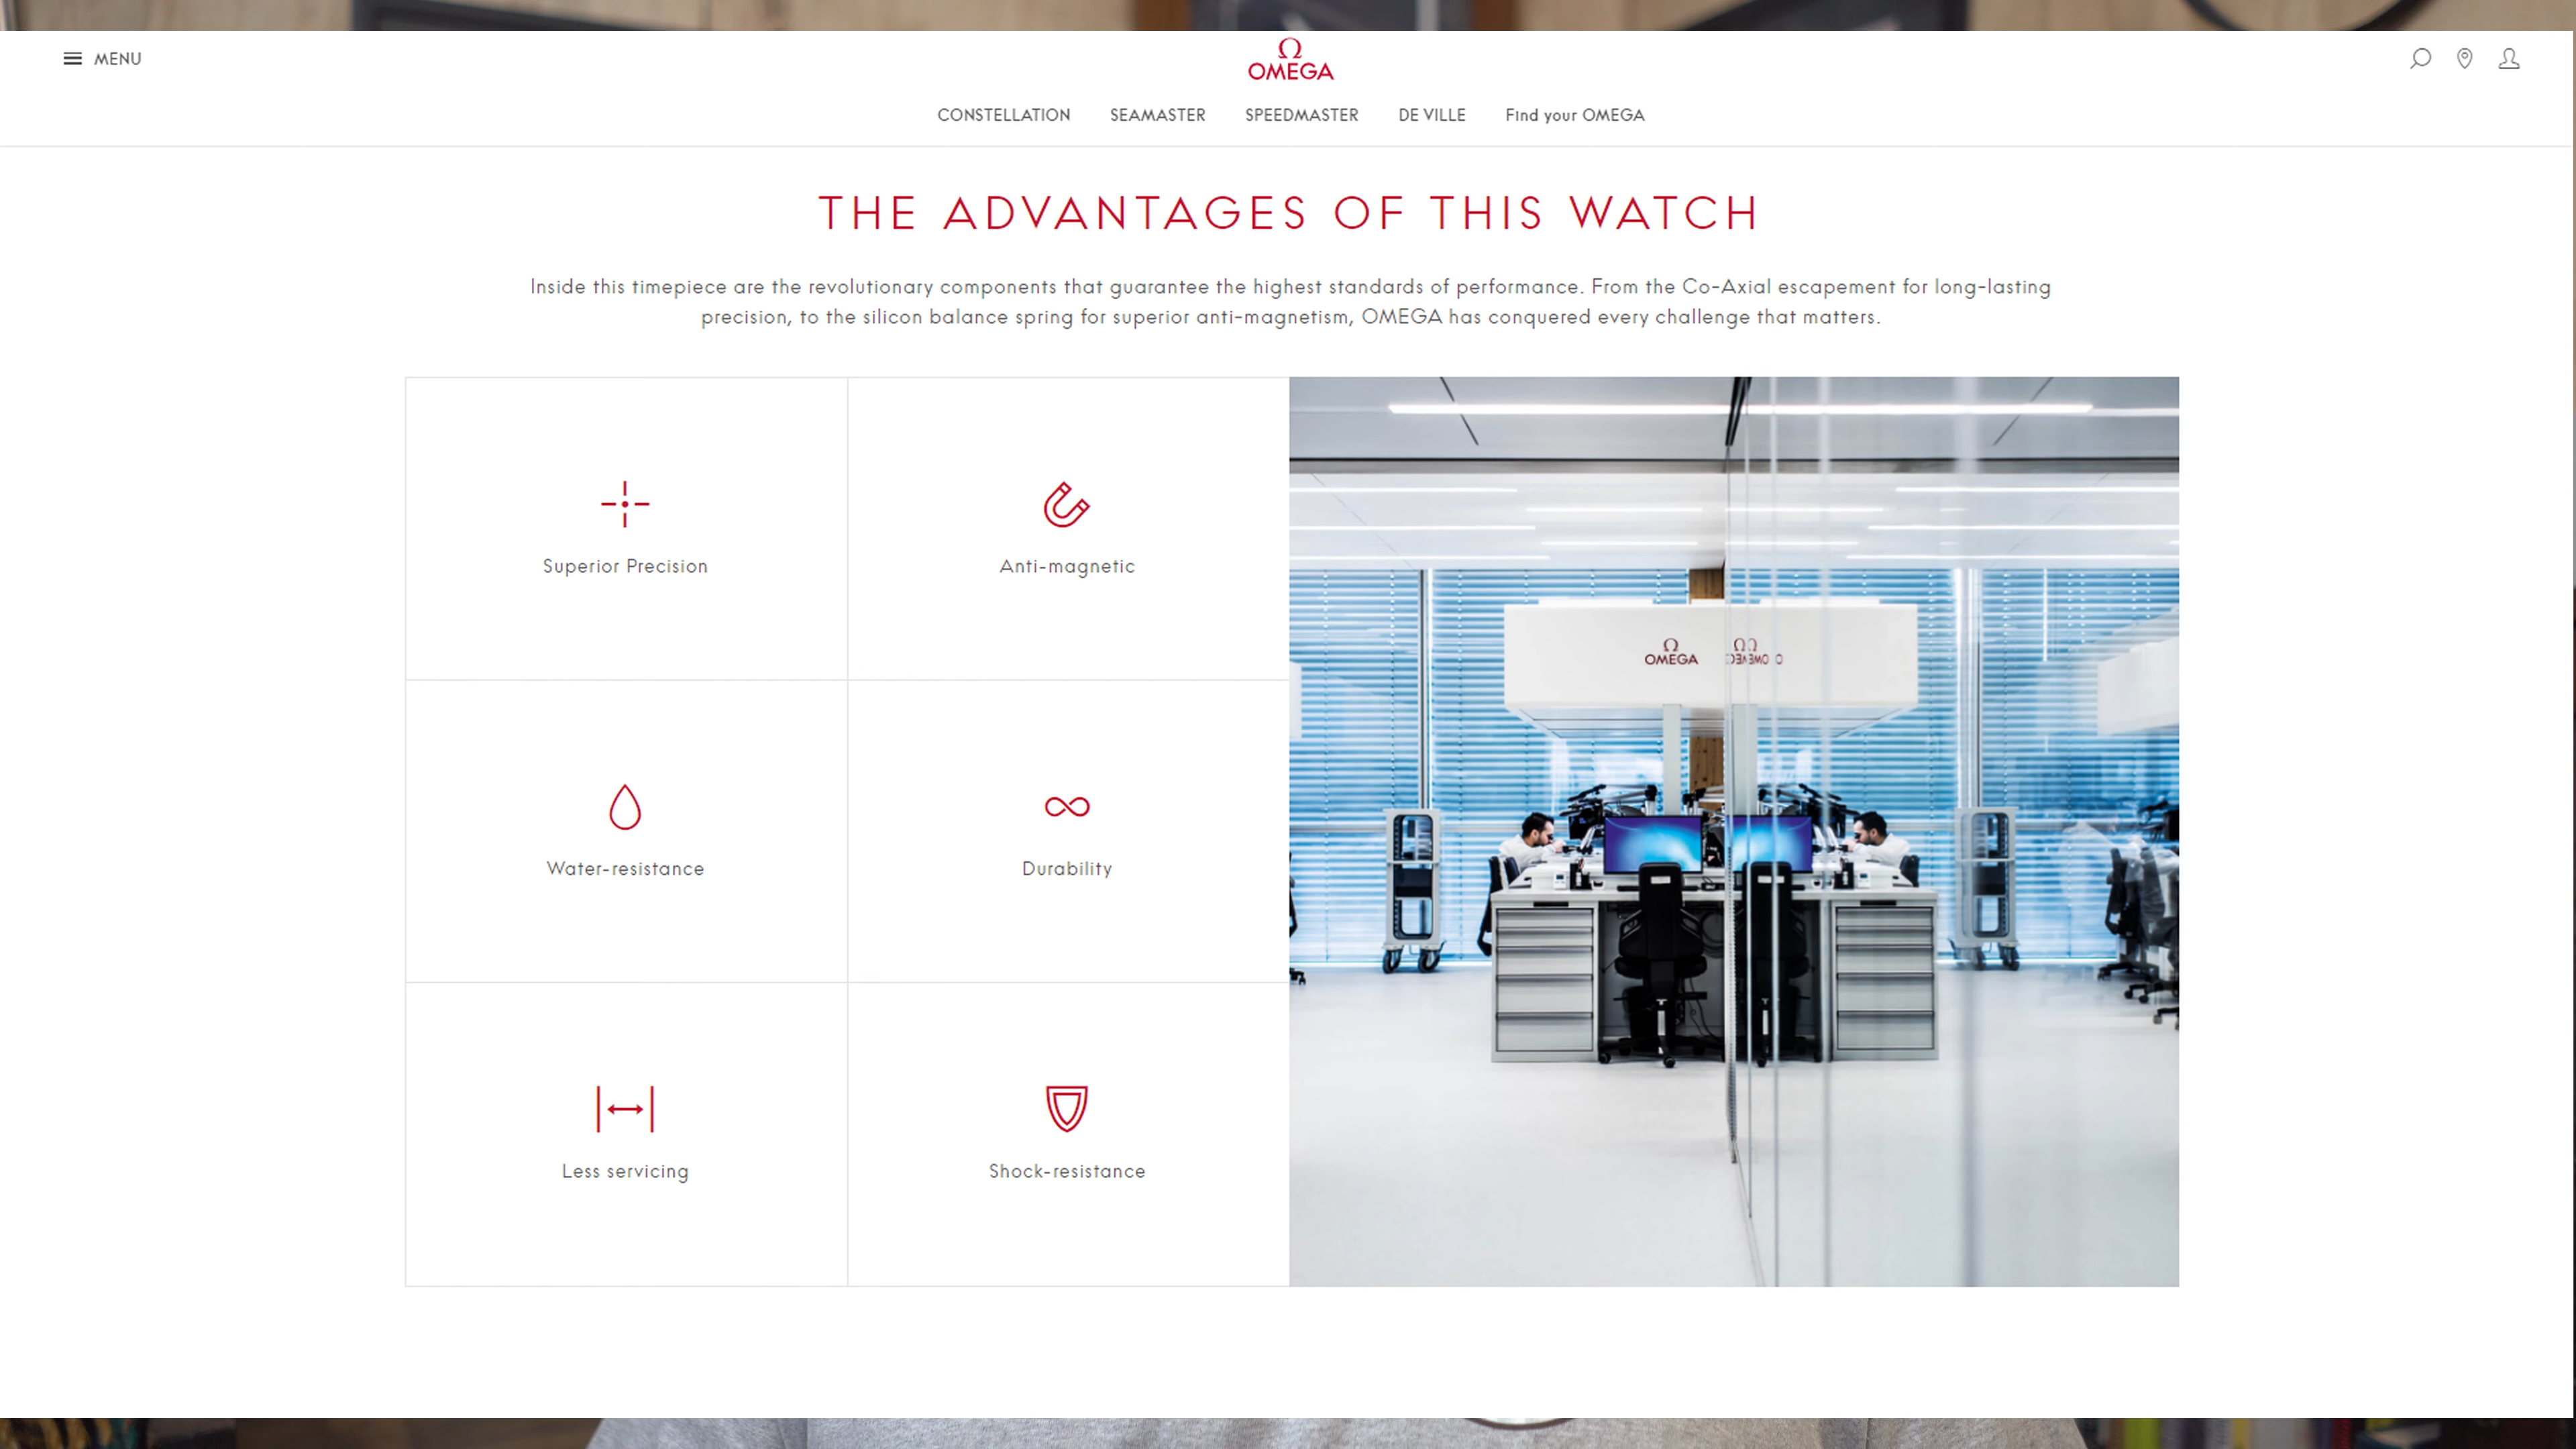 MENU
OMEGA
CONSTELLATION SEAMASTER SPEEDMASTER DE VILLE Find your OMEGA
THE ADVANTAGES OF THIS WATCH
Inside this timepiece are the revolutionary components that guarantee the highest standards of performance. From the Co-Axial escapement for long-lasting
precision, to the silicon balance spring for superior anti-magnetism, OMEGA has conquered every challenge that matters.
Superior Precision
Anti-magnetic
Water-resistance
Durability
Less servicing
Shock-resistance
OMEGA